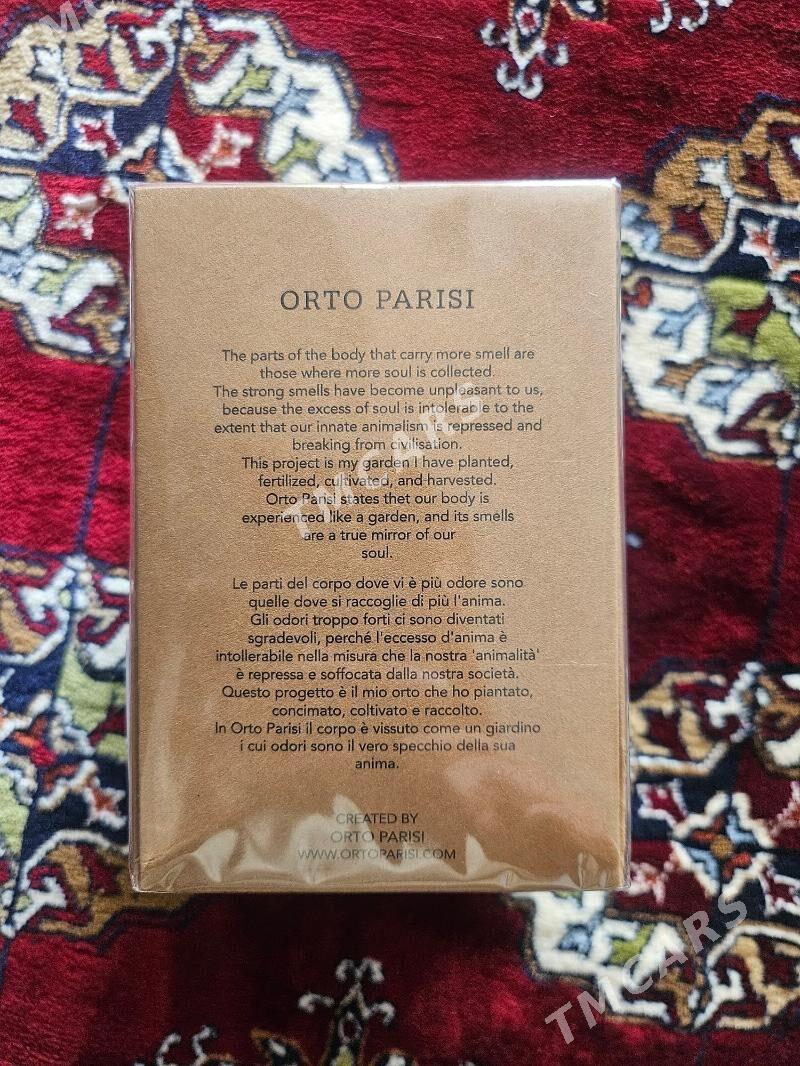 ORTO PARISI
The parts of the body that carry more smell are
those where more soul is collected.
The strong smells have become unpleasant to us,
because the excess of soul is intolerable to the
extent that our innate animalism is repressed and
breaking from civilisation.
This project is my garden I have planted,
fertilized, cultivated, and harvested.
Orto Parisi states thet our body is
experienced like a garden, and its smells
are a true mirror of our
soul.
Le parti del corpo dove vi è più odore sono
quelle dove si raccoglie di più l'anima.
Gli odori troppo forti ci sono diventati
sgradevoli, perché l'eccesso d'anima è
intollerabile nella misura che la nostra 'animalità'
è repressa e soffocata dalla nostra società.
Questo progetto è il mio orto che ho piantato,
concimato, coltivato e raccolto.
In Orto Parisi il corpo è vissuto come un giardino
i cui odori sono il vero specchio della sua
anima.
CREATED BY
ORTO PARISI
WWW.ORTOPARISI.COM
TMCARS
TMCARS
TMC